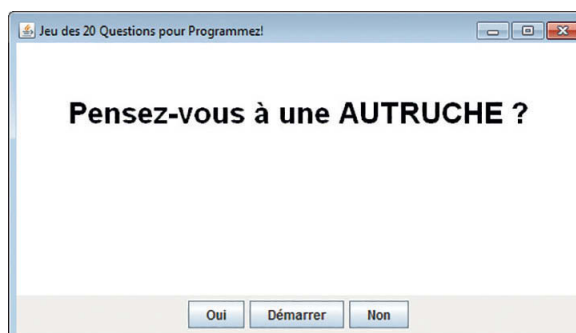 Jeu des 20 Questions pour Programmez!
Pensez-vous à une AUTRUCHE ?
Oui Démarrer Non